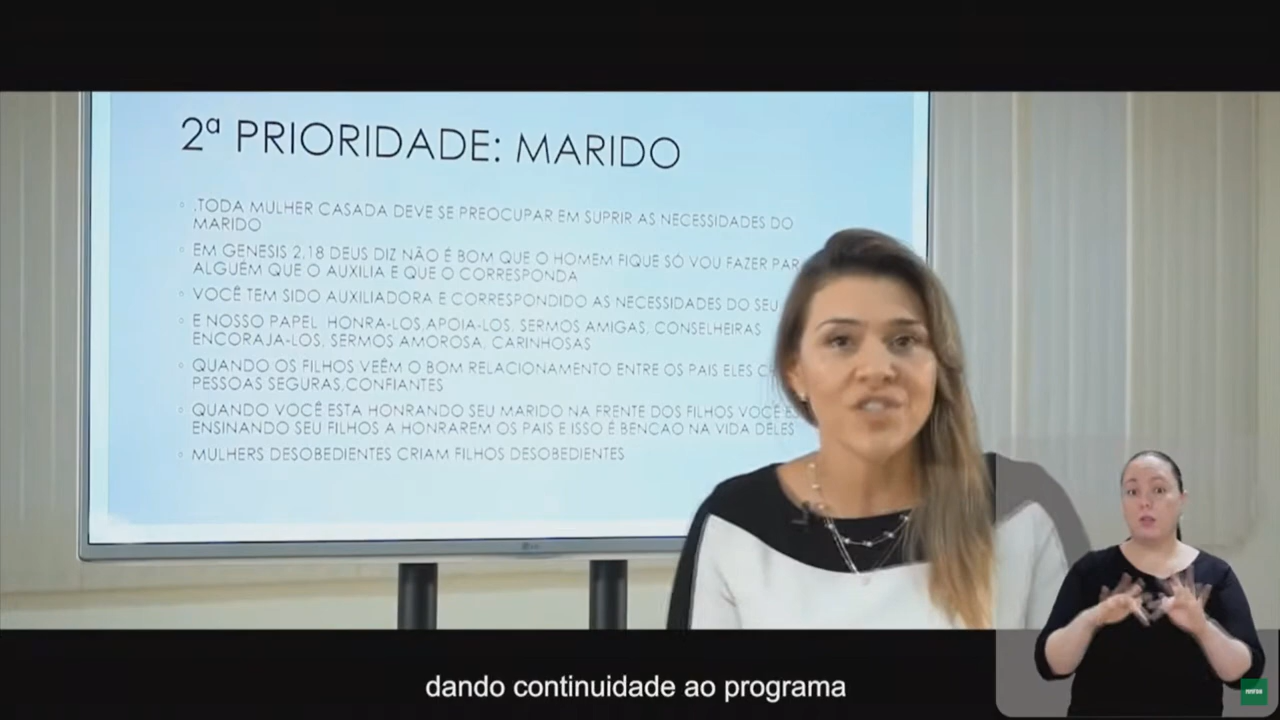 2ª PRIORIDADE: MARIDO
.TODA MULHER CASADA DEVE SE PREOCUPAR EM SUPRIR AS NECESSIDADES DO
MARIDO
EM GENESIS 2,18 DEUS DIZ NÃO É BOM QUE O HOMEM FIQUE SÓ VOU FAZER
ALGUÉM QUE O AUXILIA E QUE O CORRESPONDA
VOCÊ TEM SIDO AUXILIADORA E CORRESPONDIDO AS NECESSIDADES DO SEU
E NOSSO PAPEL HONRA-LOS,APOIA-LOS, SERMOS AMIGAS, CONSELHEIRAS
ENCORAJA-LOS, SERMOS AMOROSA, CARINHOSAS
QUANDO OS FILHOS VEÊM O BOM RELACIONAMENTO ENTRE OS PAIS ELES
PESSOAS SEGURAS,CONFIANTES
QUANDO VOCÊ ESTA HONRANDO SEU MARIDO NA FRENTE DOS FILHOS VOCÊ
ENSINANDO SEU FILHOS A HONRAREM OS PAIS E ISSO É BENCAO NA VIDA DELES
MULHERS DESOBEDIENTES CRIAM FILHOS DESOBEDIENTES
LG
dando continuidade ao programa